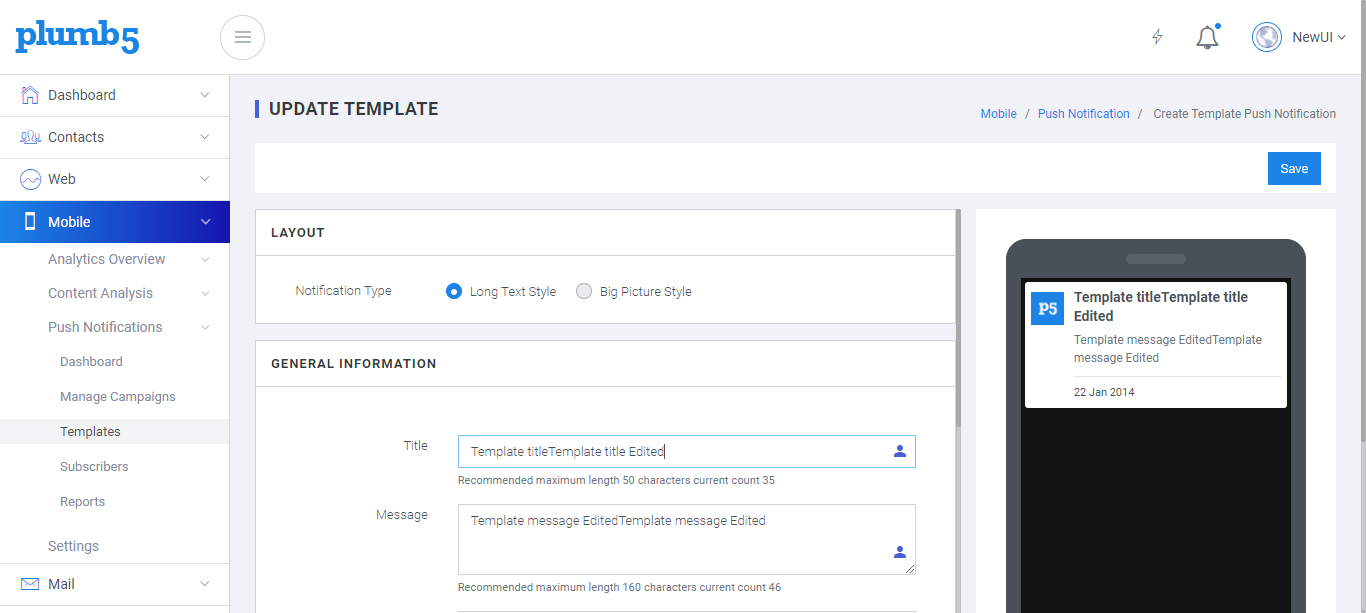 plumb5
NewUI
Dashboard
Contacts
Web
Mobile
Analytics Overview
Content Analysis
Push Notifications
Dashboard
Manage Campaigns
Templates
Subscribers
Reports
Settings
Mail
UPDATE TEMPLATE
Mobile / Push Notification / Create Template Push Notification
Save
LAYOUT
Notification Type
Long Text Style
Big Picture Style
GENERAL INFORMATION
Title
Template titleTemplate title Edited
Recommended maximum length 50 characters current count 35
Message
Template message EditedTemplate message Edited
Recommended maximum length 160 characters current count 46
P5
Template titleTemplate title
Edited
Template message EditedTemplate
message Edited
22 Jan 2014